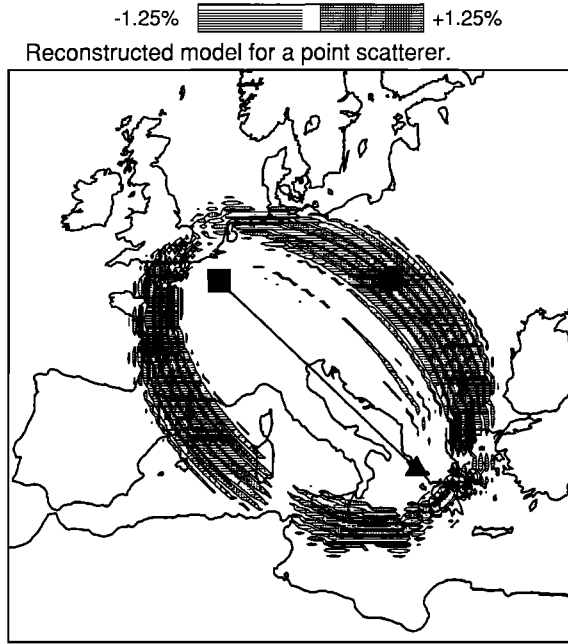 -1.25% +1.25%
Reconstructed model for a point scatterer.